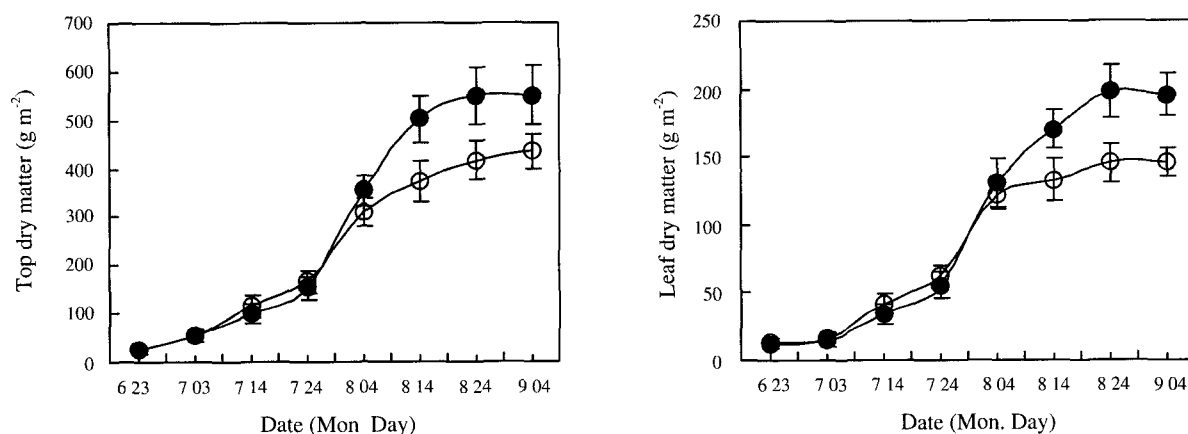 700
600
500
400
300
200
100
0
Top dry matter (g m-2)
6 23 7 03 7 14 7 24 8 04 8 14 8 24 9 04
Date (Mon Day)
250
200
150
100
50
0
Leaf dry matter (g m-2)
6 23 7 03 7 14 7 24 8 04 8 14 8 24 9 04
Date (Mon. Day)